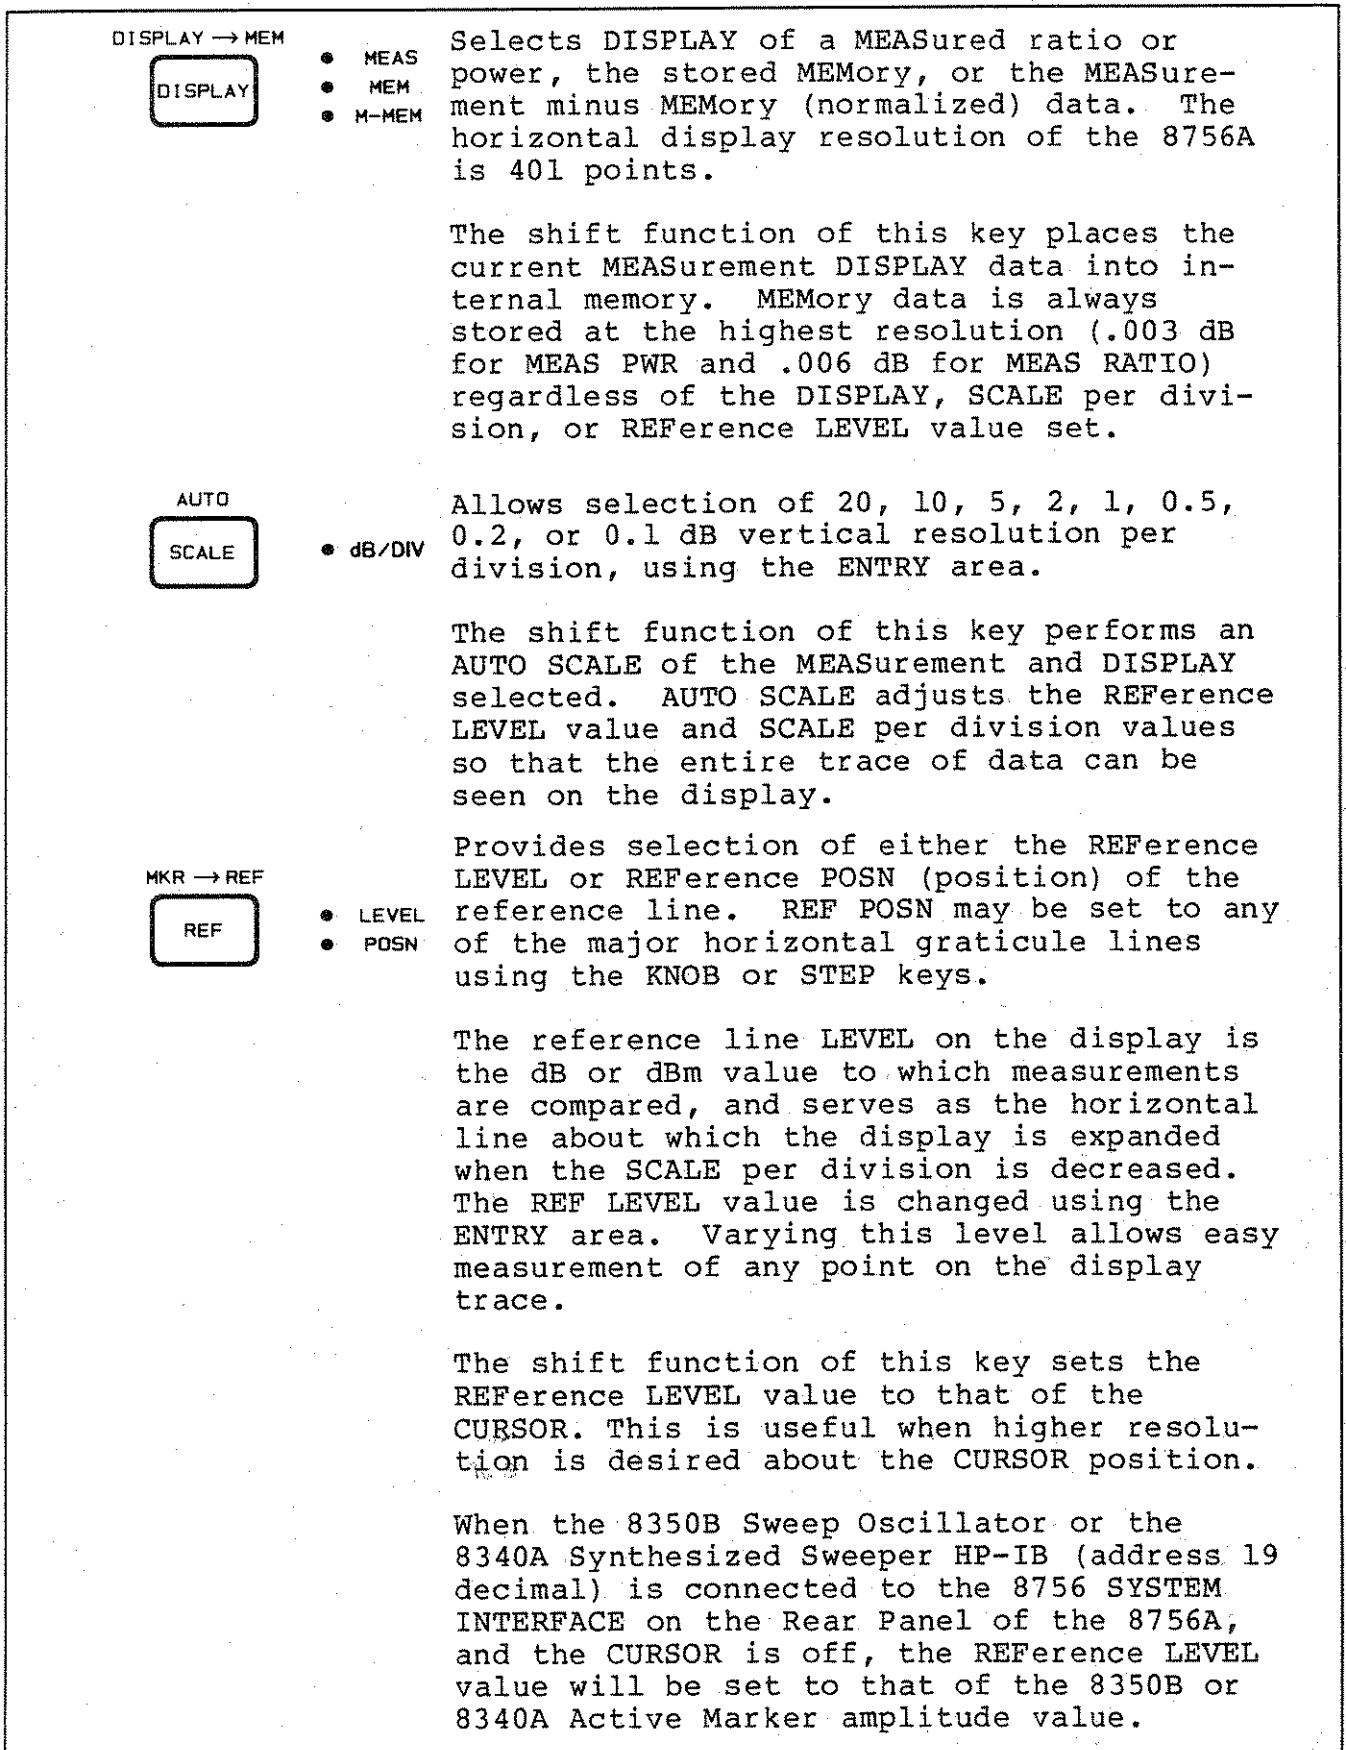 DISPLAY → MEM
DISPLAY
• MEAS
• MEM
• M-MEM
Selects DISPLAY of a MEASured ratio or
power, the stored MEMory, or the MEASure-
ment minus MEMory (normalized) data. The
horizontal display resolution of the 8756A
is 401 points.
The shift function of this key places the
current MEASurement DISPLAY data into in-
ternal memory. MEMory data is always
stored at the highest resolution (.003 dB
for MEAS PWR and .006 dB for MEAS RATIO)
regardless of the DISPLAY, SCALE per divi-
sion, or REFerence LEVEL value set.
AUTO
SCALE
• dB/DIV
Allows selection of 20, 10, 5, 2, 1, 0.5,
0.2, or 0.1 dB vertical resolution per
division, using the ENTRY area.
The shift function of this key performs an
AUTO SCALE of the MEASurement and DISPLAY
selected. AUTO SCALE adjusts the REFerence
LEVEL value and SCALE per division values
so that the entire trace of data can be
seen on the display.
MKR → REF
REF
• LEVEL
• POSN
Provides selection of either the REFerence
LEVEL or REFerence POSN (position) of the
reference line. REF POSN may be set to any
of the major horizontal graticule lines
using the KNOB or STEP keys.
The reference line LEVEL on the display is
the dB or dBm value to which measurements
are compared, and serves as the horizontal
line about which the display is expanded
when the SCALE per division is decreased.
The REF LEVEL value is changed using the
ENTRY area. Varying this level allows easy
measurement of any point on the display
trace.
The shift function of this key sets the
REFerence LEVEL value to that of the
CURSOR. This is useful when higher resolu-
tion is desired about the CURSOR position.
When the 8350B Sweep Oscillator or the
8340A Synthesized Sweeper HP-IB (address 19
decimal) is connected to the 8756 SYSTEM
INTERFACE on the Rear Panel of the 8756A,
and the CURSOR is off, the REFerence LEVEL
value will be set to that of the 8350B or
8340A Active Marker amplitude value.